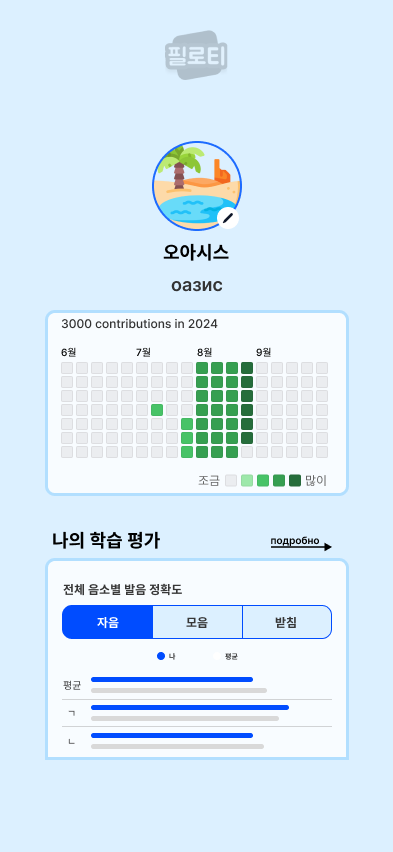 필로티
오아시스
оазис
3000 contributions in 2024
6월 7월 8월 9월
조금 많이
나의 학습 평가
подробно
전체 음소별 발음 정확도
자음 모음 받침
나 평균
평균
ㄱ
ㄴ